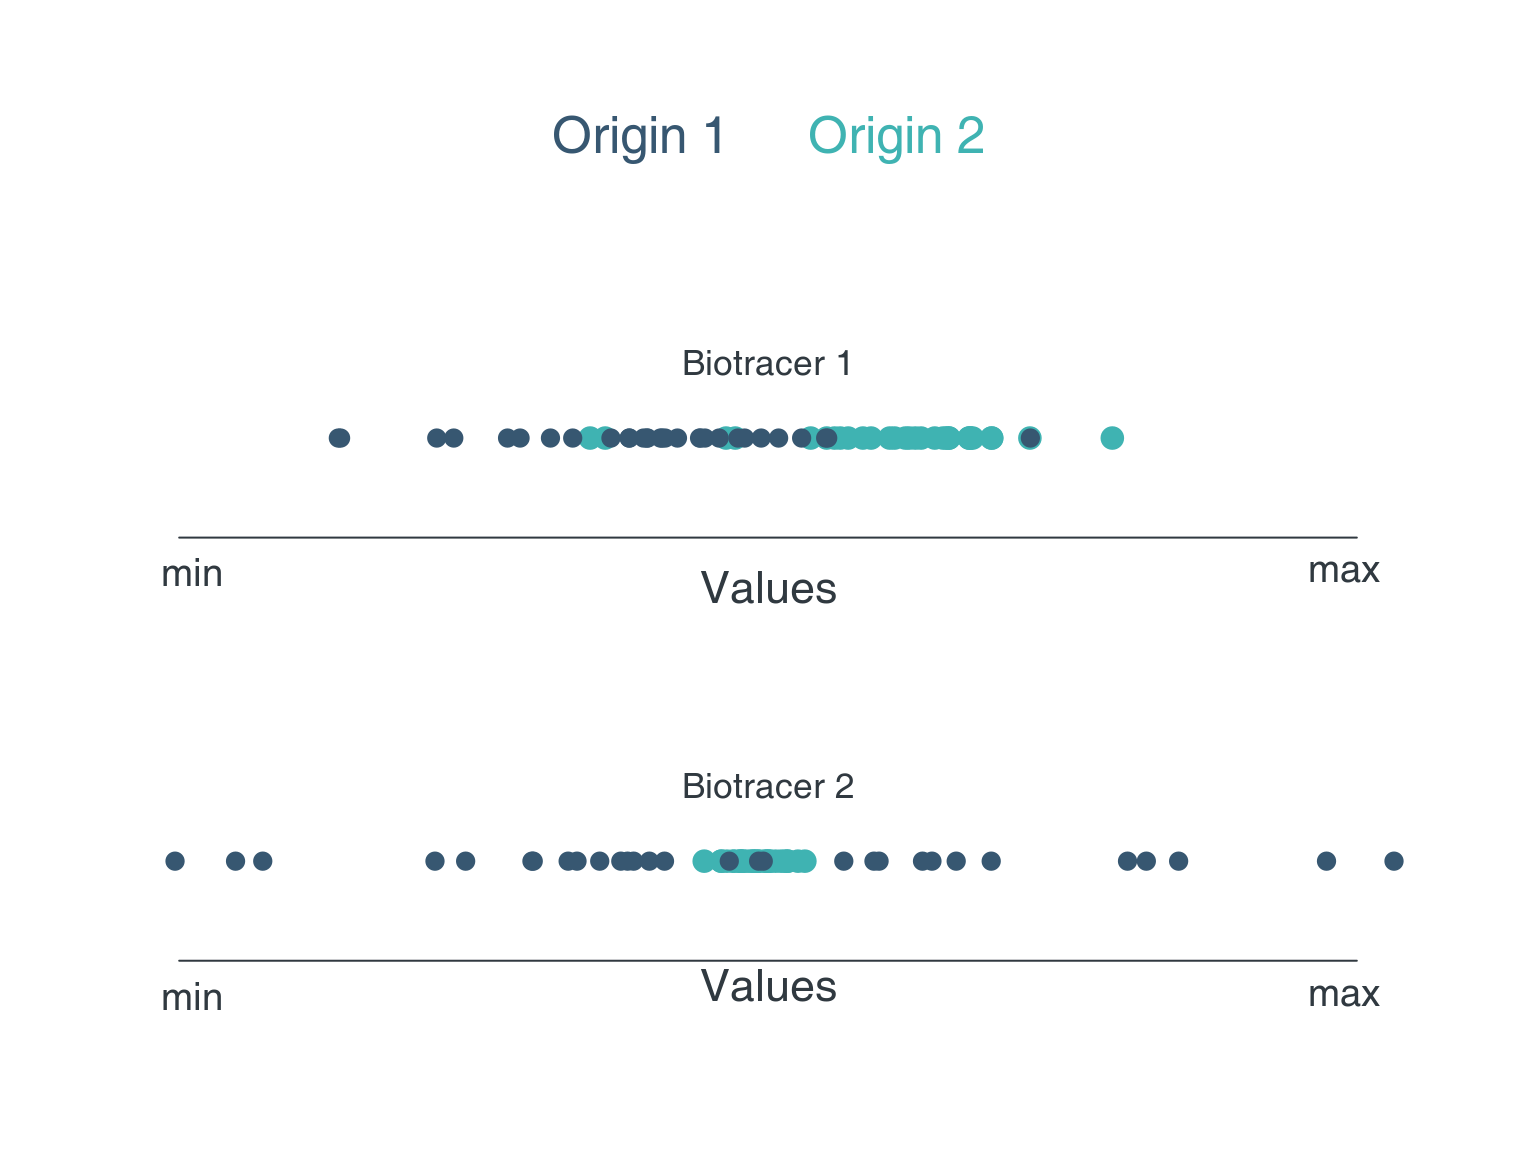 Origin 1 Origin 2
Biotracer 1
min Values max
Biotracer 2
min Values max